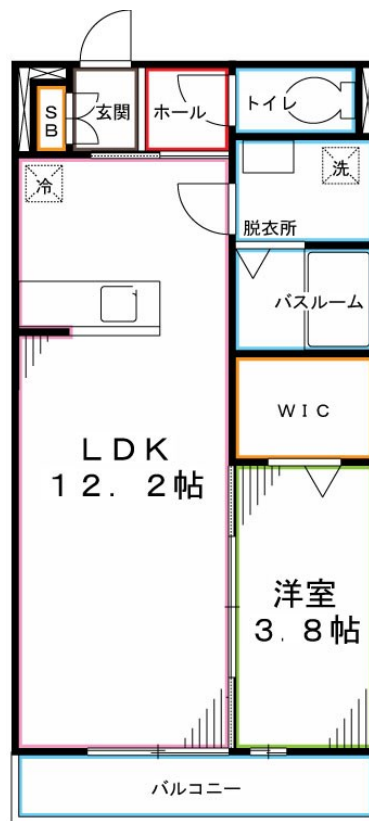 SB
玄関
ホール
トイレ
冷
洗
脱衣所
バスルーム
WIC
LDK
12.2帖
洋室
3.8帖
バルコニー